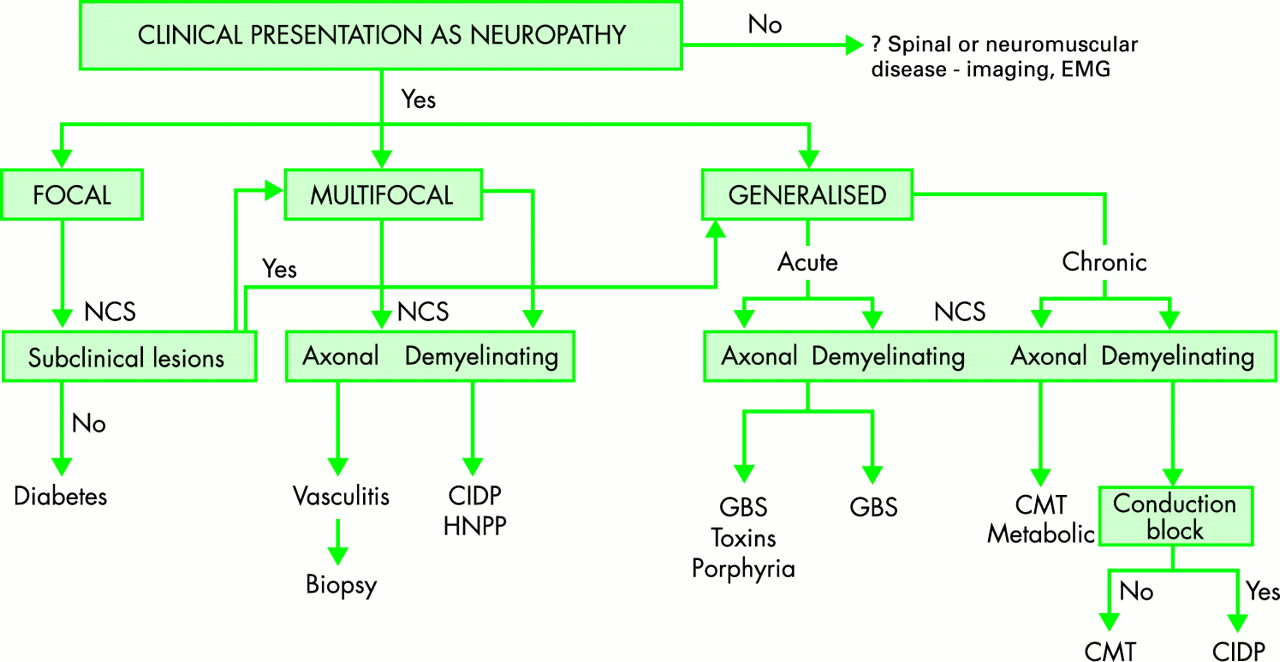 CLINICAL PRESENTATION AS NEUROPATHY
No
? Spinal or neuromuscular
disease - imaging, EMG
Yes
FOCAL
MULTIFOCAL
GENERALISED
Yes
Acute
Chronic
NCS
NCS
NCS
Subclinical lesions
Axonal Demyelinating
Axonal Demyelinating Axonal Demyelinating
No
Diabetes
Vasculitis
CIDP
HNPP
Biopsy
GBS
Toxins
Porphyria
GBS
CMT
Metabolic
Conduction
block
No
Yes
CMT
CIDP